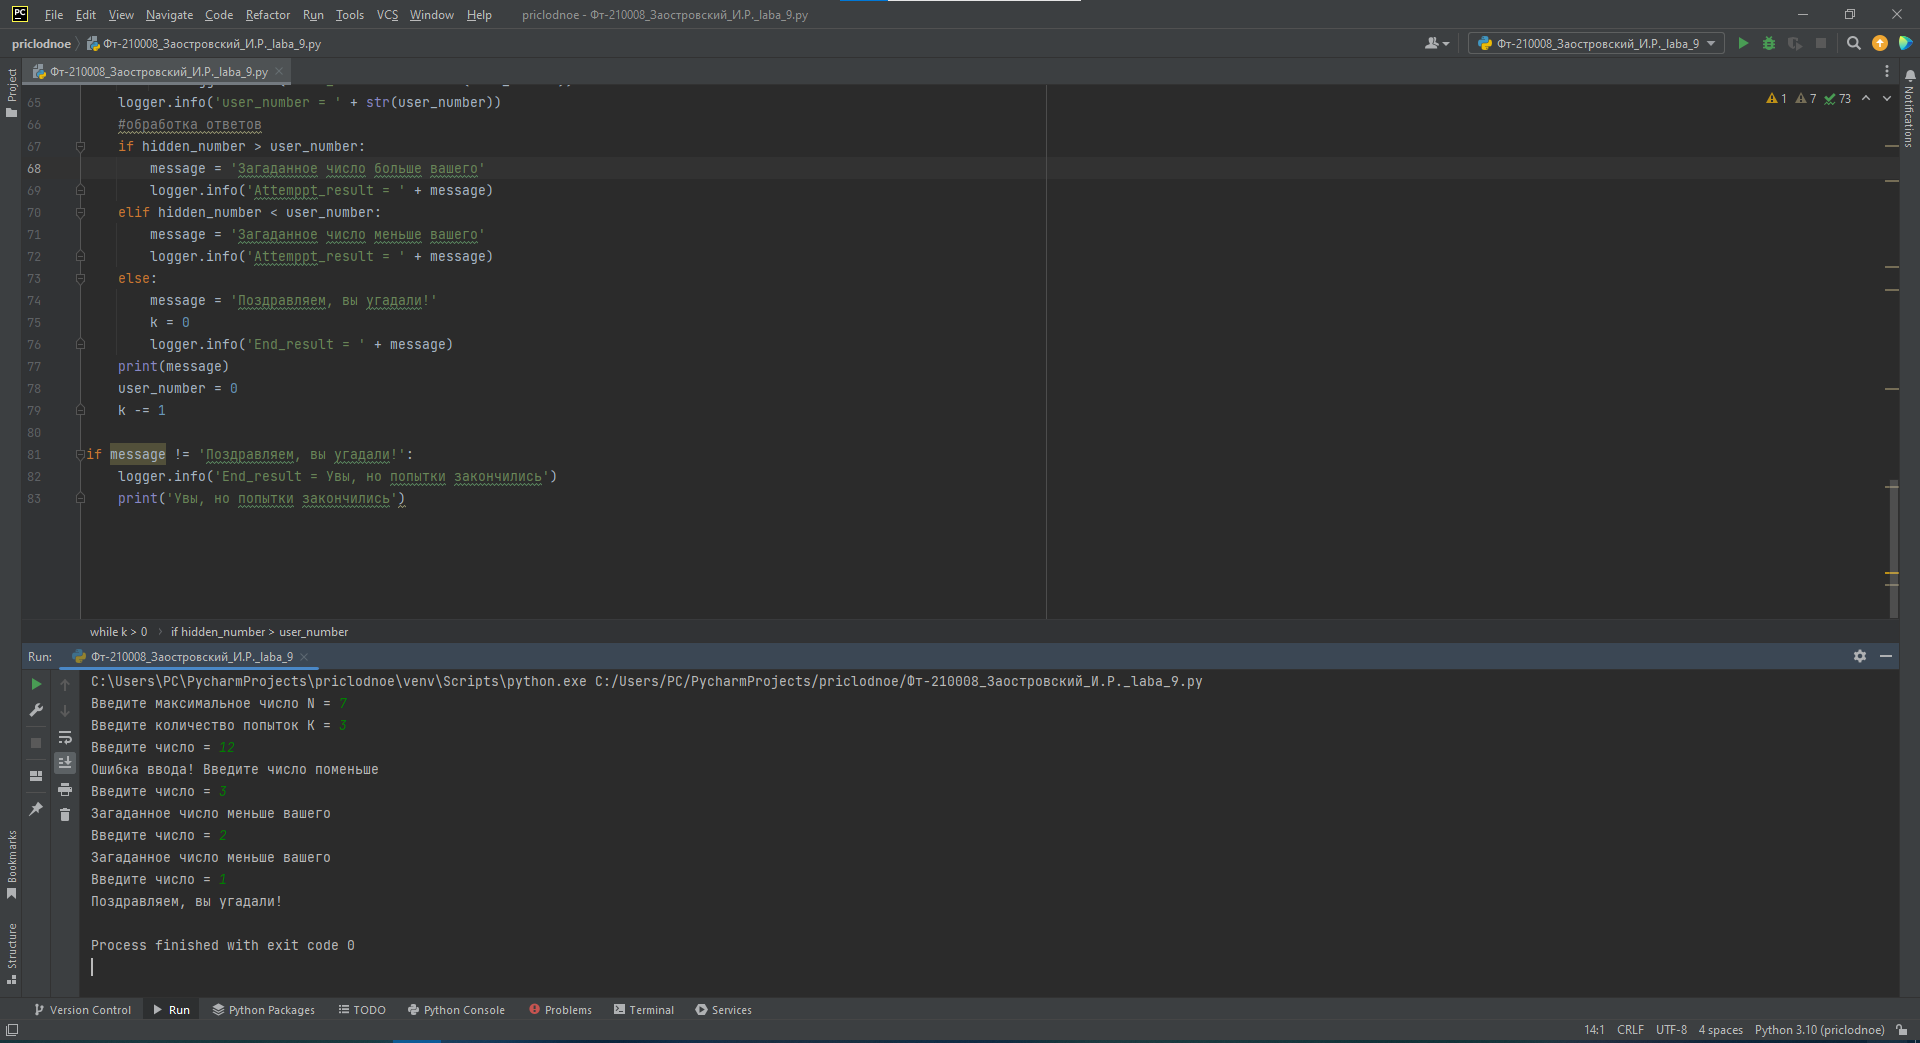 PC File Edit View Navigate Code Refactor Run Tools VCS Window Help priclodnoe - Фт-210008_Заостровский_И.Р._laba_9.py
priclodnoe Фт-210008_Заостровский_И.Р._laba_9.py Фт-210008_Заостровский_И.Р._laba_9
Project
Фт-210008_Заостровский_И.Р._laba_9.py
Notifications
1 7 73
65 logger.info('user_number = ' + str(user_number))
66 #обработка ответов
67 if hidden_number > user_number:
68 message = 'Загаданное число больше вашего'
69 logger.info('Attemppt_result = ' + message)
70 elif hidden_number < user_number:
71 message = 'Загаданное число меньше вашего'
72 logger.info('Attemppt_result = ' + message)
73 else:
74 message = 'Поздравляем, вы угадали!'
75 k = 0
76 logger.info('End_result = ' + message)
77 print(message)
78 user_number = 0
79 k -= 1
80
81 if message != 'Поздравляем, вы угадали!':
82 logger.info('End_result = Увы, но попытки закончились')
83 print('Увы, но попытки закончились')
while k > 0 if hidden_number > user_number
Run: Фт-210008_Заостровский_И.Р._laba_9
C:\Users\PC\PycharmProjects\priclodnoe\venv\Scripts\python.exe C:/Users/PC/PycharmProjects/priclodnoe/Фт-210008_Заостровский_И.Р._laba_9.py
Введите максимальное число N = 7
Введите количество попыток K = 3
Введите число = 12
Ошибка ввода! Введите число поменьше
Введите число = 3
Загаданное число меньше вашего
Введите число = 2
Загаданное число меньше вашего
Введите число = 1
Поздравляем, вы угадали!
Process finished with exit code 0
Bookmarks
Structure
Version Control Run Python Packages TODO Python Console Problems Terminal Services
14:1 CRLF UTF-8 4 spaces Python 3.10 (priclodnoe)